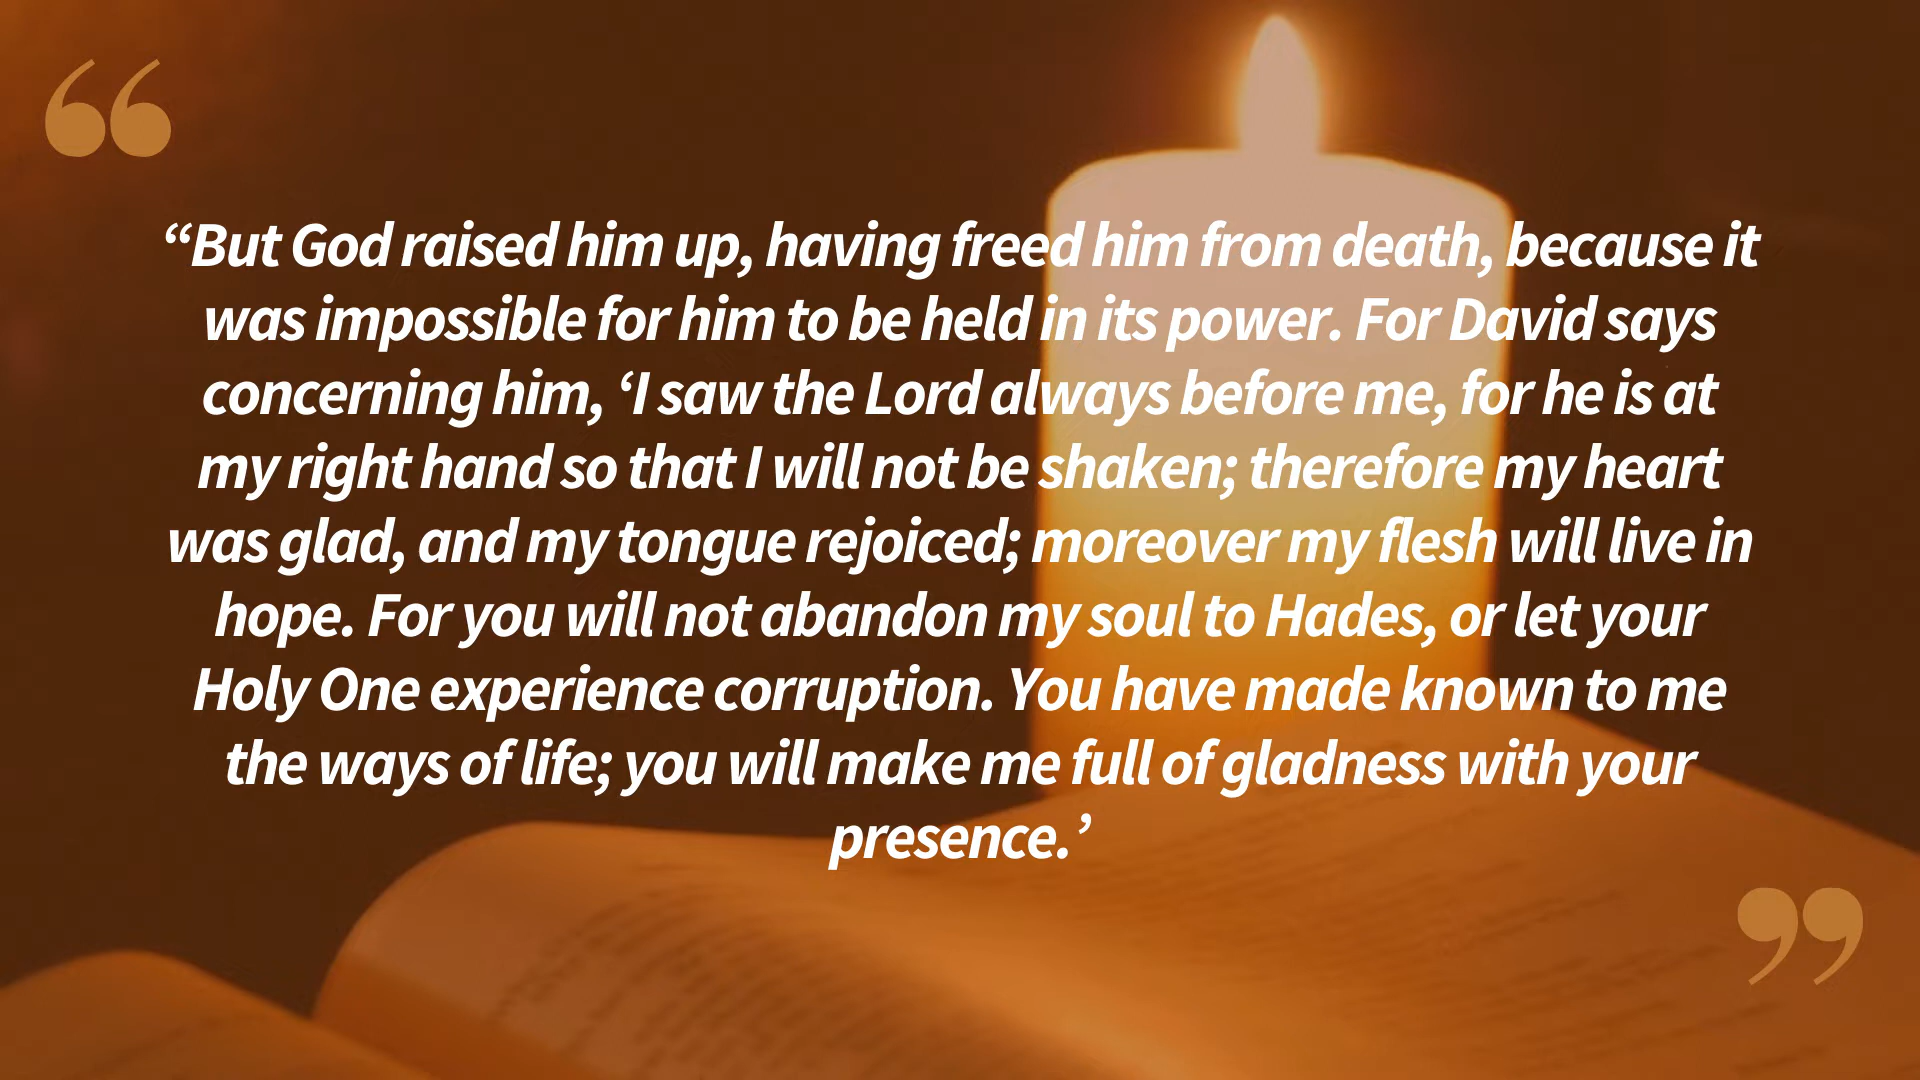 “But God raised him up, having freed him from death, because it
was impossible for him to be held in its power. For David says
concerning him, ‘I saw the Lord always before me, for he is at
my right hand so that I will not be shaken; therefore my heart
was glad, and my tongue rejoiced; moreover my flesh will live in
hope. For you will not abandon my soul to Hades, or let your
Holy One experience corruption. You have made known to me
the ways of life; you will make me full of gladness with your
presence.’